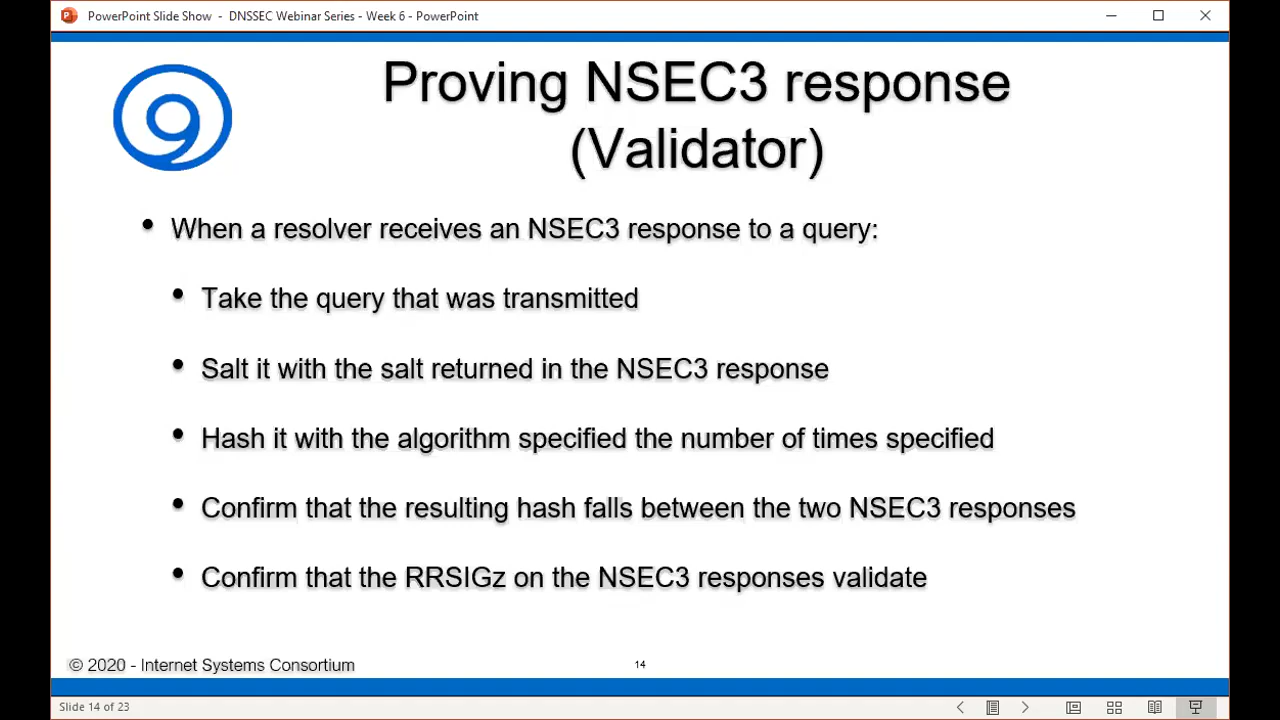 PowerPoint Slide Show - DNSSEC Webinar Series - Week 6 - PowerPoint
Proving NSEC3 response
(Validator)
• When a resolver receives an NSEC3 response to a query:
• Take the query that was transmitted
• Salt it with the salt returned in the NSEC3 response
• Hash it with the algorithm specified the number of times specified
• Confirm that the resulting hash falls between the two NSEC3 responses
• Confirm that the RRSIGz on the NSEC3 responses validate
© 2020 - Internet Systems Consortium
14
Slide 14 of 23